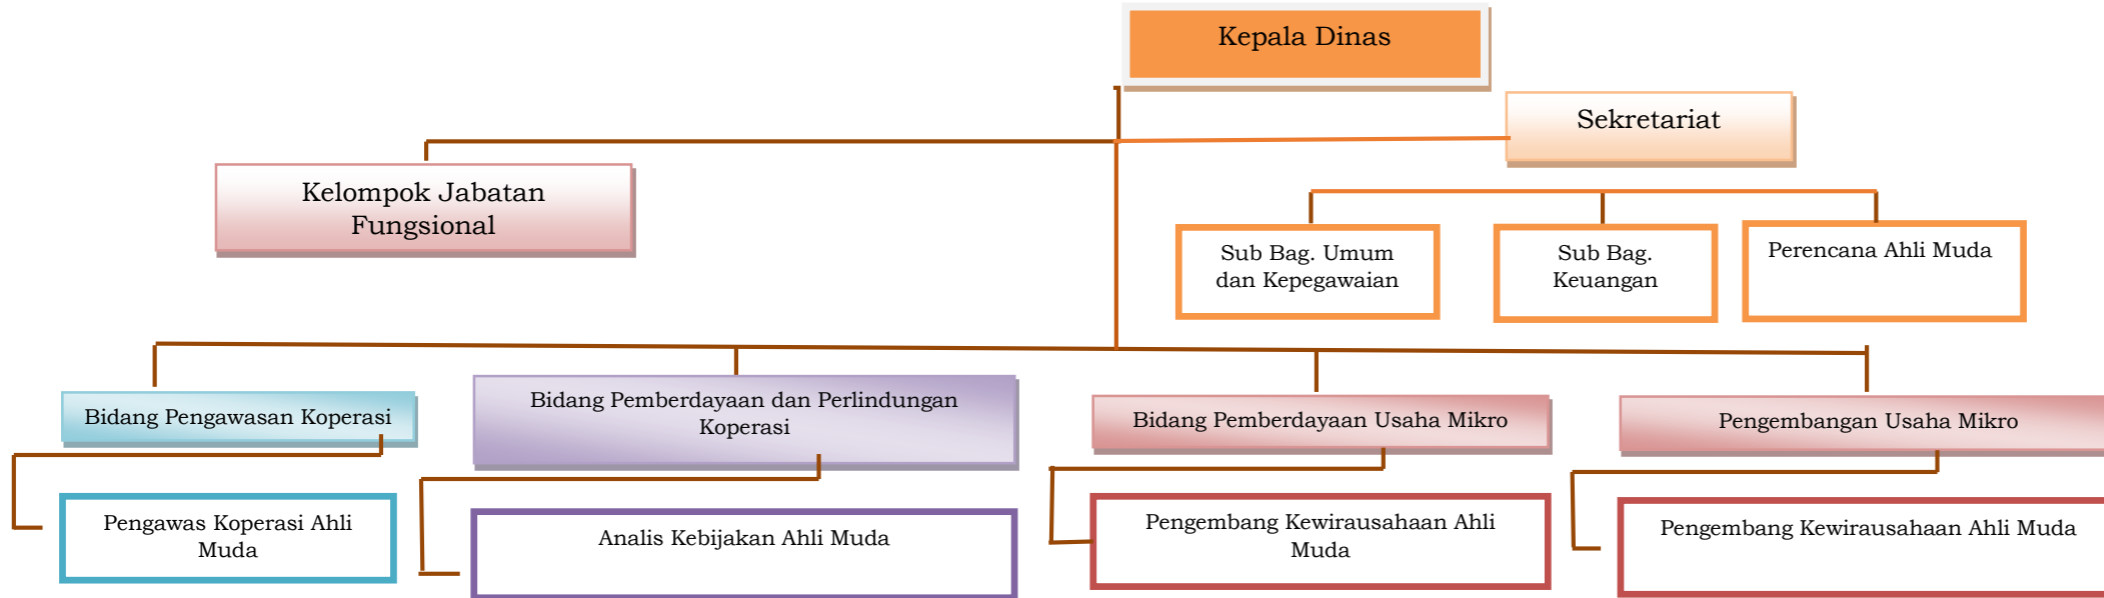 Kepala Dinas
Sekretariat
Kelompok Jabatan
Fungsional
Sub Bag. Umum
dan Kepegawaian
Sub Bag.
Keuangan
Perencana Ahli Muda
Bidang Pengawasan Koperasi
Bidang Pemberdayaan dan Perlindungan
Koperasi
Bidang Pemberdayaan Usaha Mikro
Pengembangan Usaha Mikro
Pengawas Koperasi Ahli
Muda
Analis Kebijakan Ahli Muda
Pengembang Kewirausahaan Ahli
Muda
Pengembang Kewirausahaan Ahli Muda